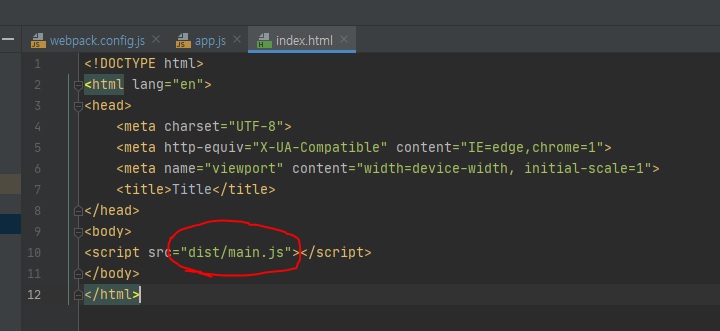 webpack.config.js app.js index.html
1 <!DOCTYPE html>
2 <html lang="en">
3 <head>
4 <meta charset="UTF-8">
5 <meta http-equiv="X-UA-Compatible" content="IE=edge,chrome=1">
6 <meta name="viewport" content="width=device-width, initial-scale=1">
7 <title>Title</title>
8 </head>
9 <body>
10 <script src="dist/main.js"></script>
11 </body>
12 </html>